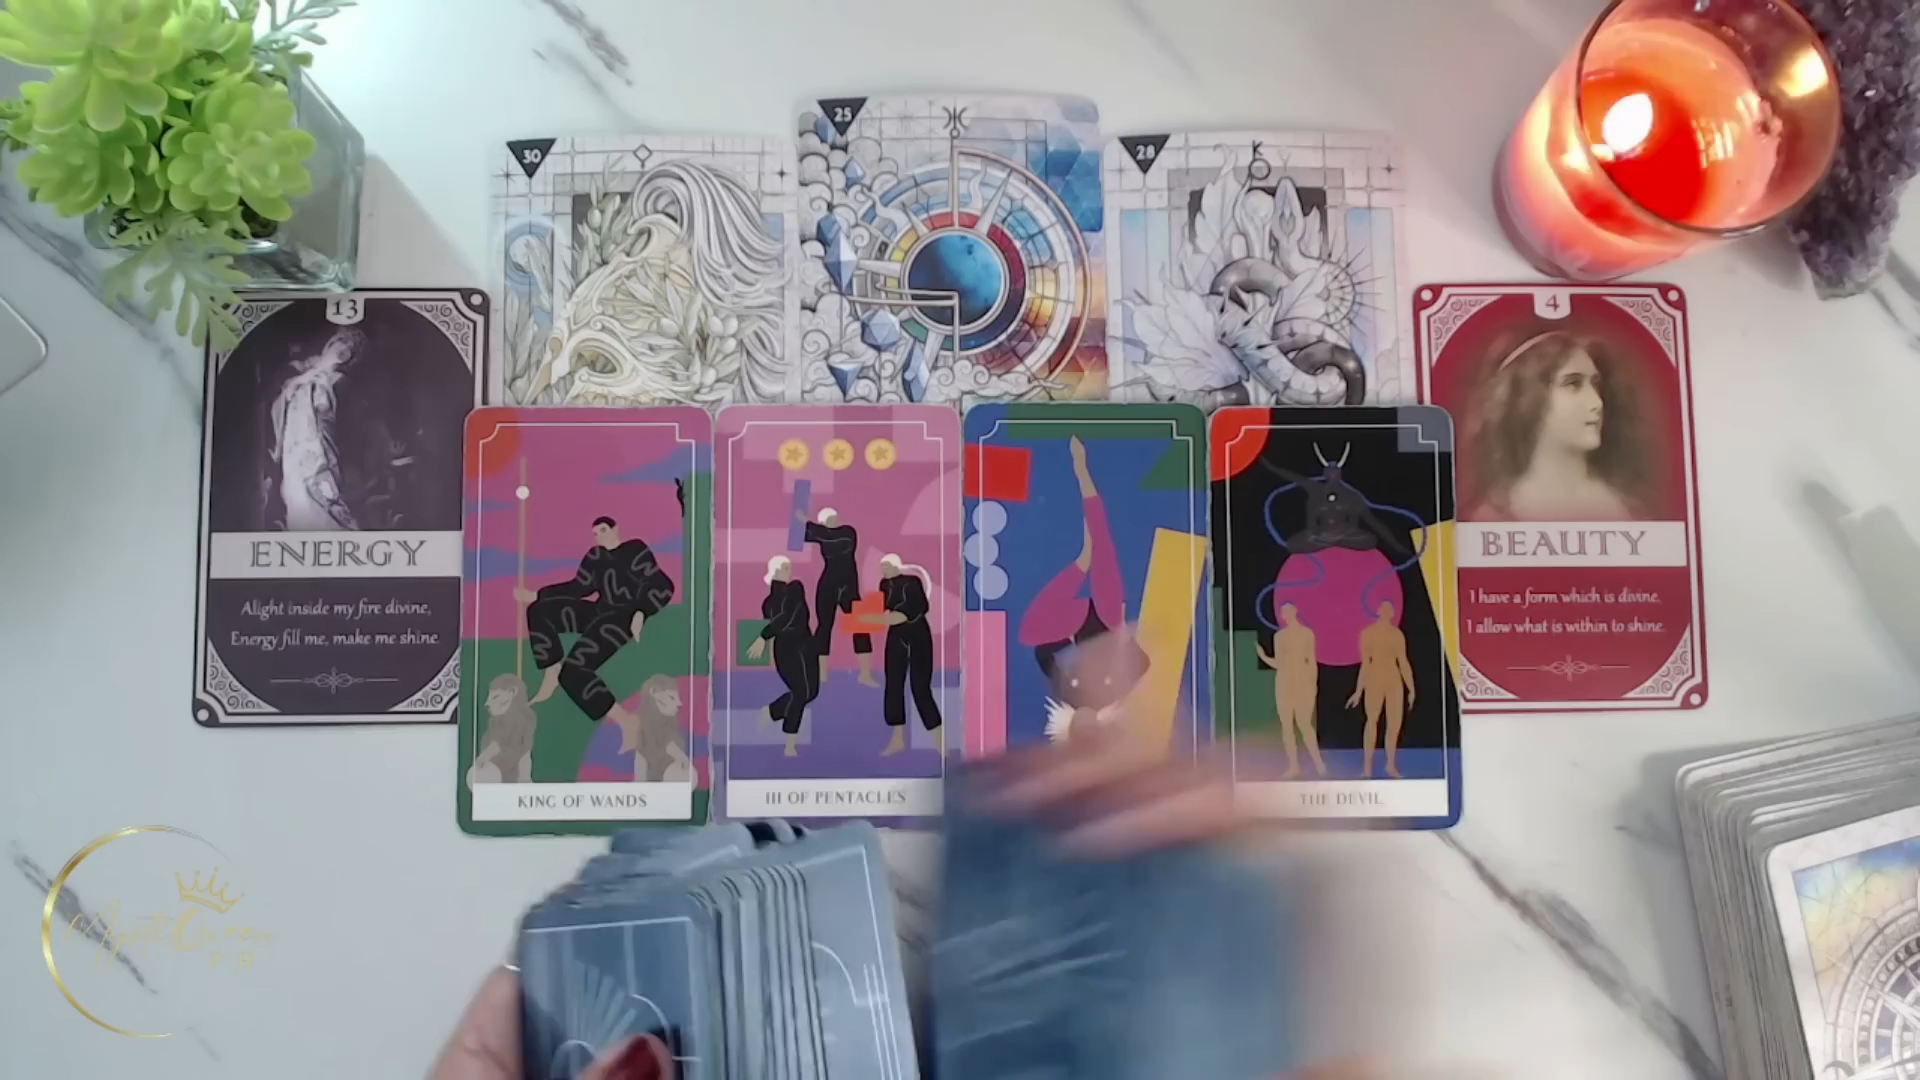 30
25
28
13
ENERGY
Alight inside my fire divine,
Energy fill me, make me shine.
4
BEAUTY
I have a form which is divine.
I allow what is within to shine.
KING OF WANDS
III OF PENTACLES
THE DEVIL